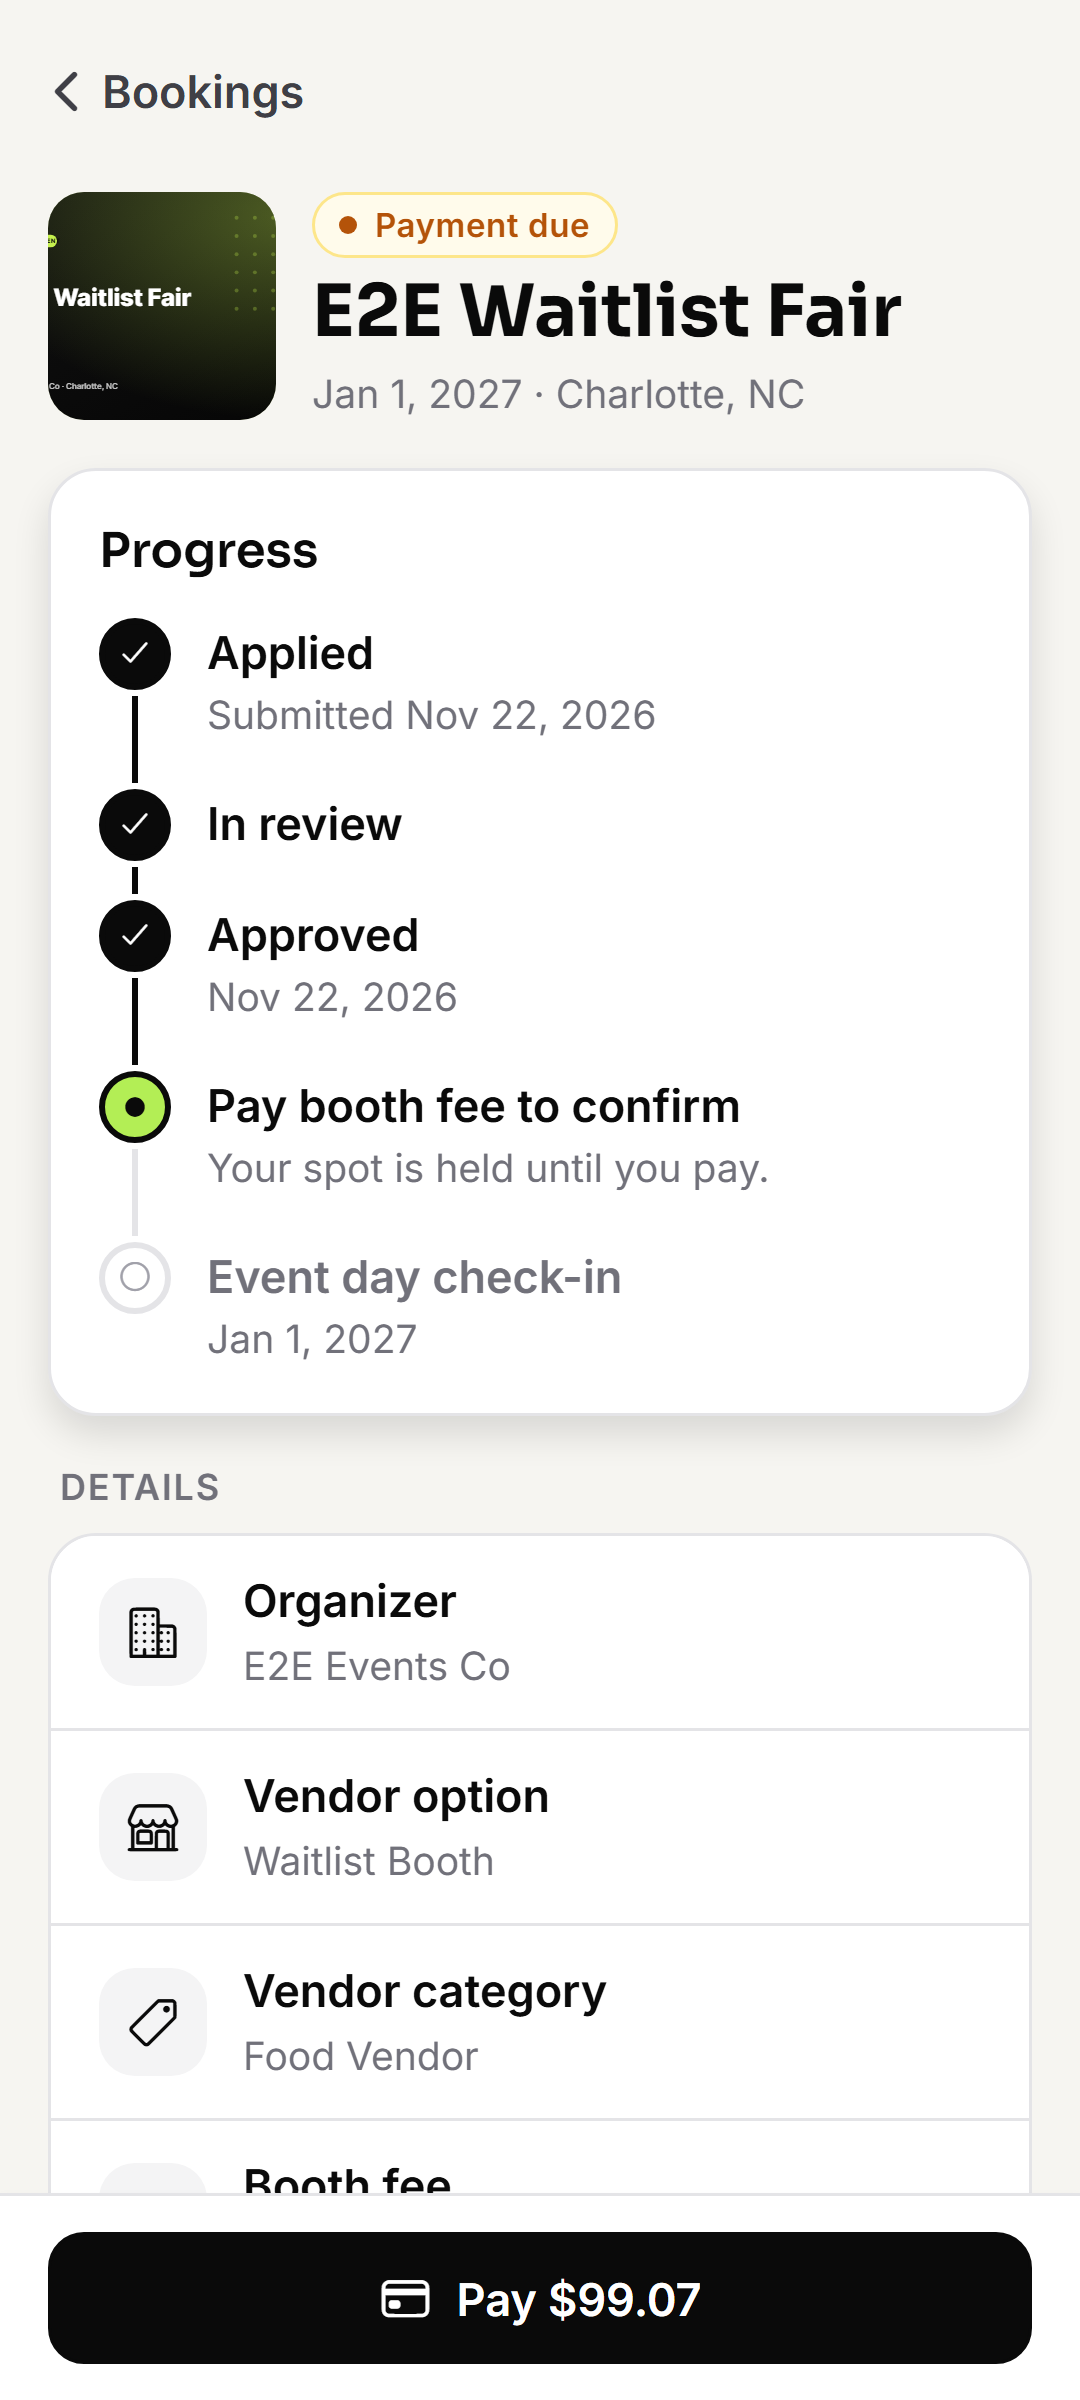 Bookings
EN
Waitlist Fair
Co · Charlotte, NC
Payment due
E2E Waitlist Fair
Jan 1, 2027 · Charlotte, NC
Progress
Applied
Submitted Nov 22, 2026
In review
Approved
Nov 22, 2026
Pay booth fee to confirm
Your spot is held until you pay.
Event day check-in
Jan 1, 2027
DETAILS
Organizer
E2E Events Co
Vendor option
Waitlist Booth
Vendor category
Food Vendor
Booth fee
Pay $99.07